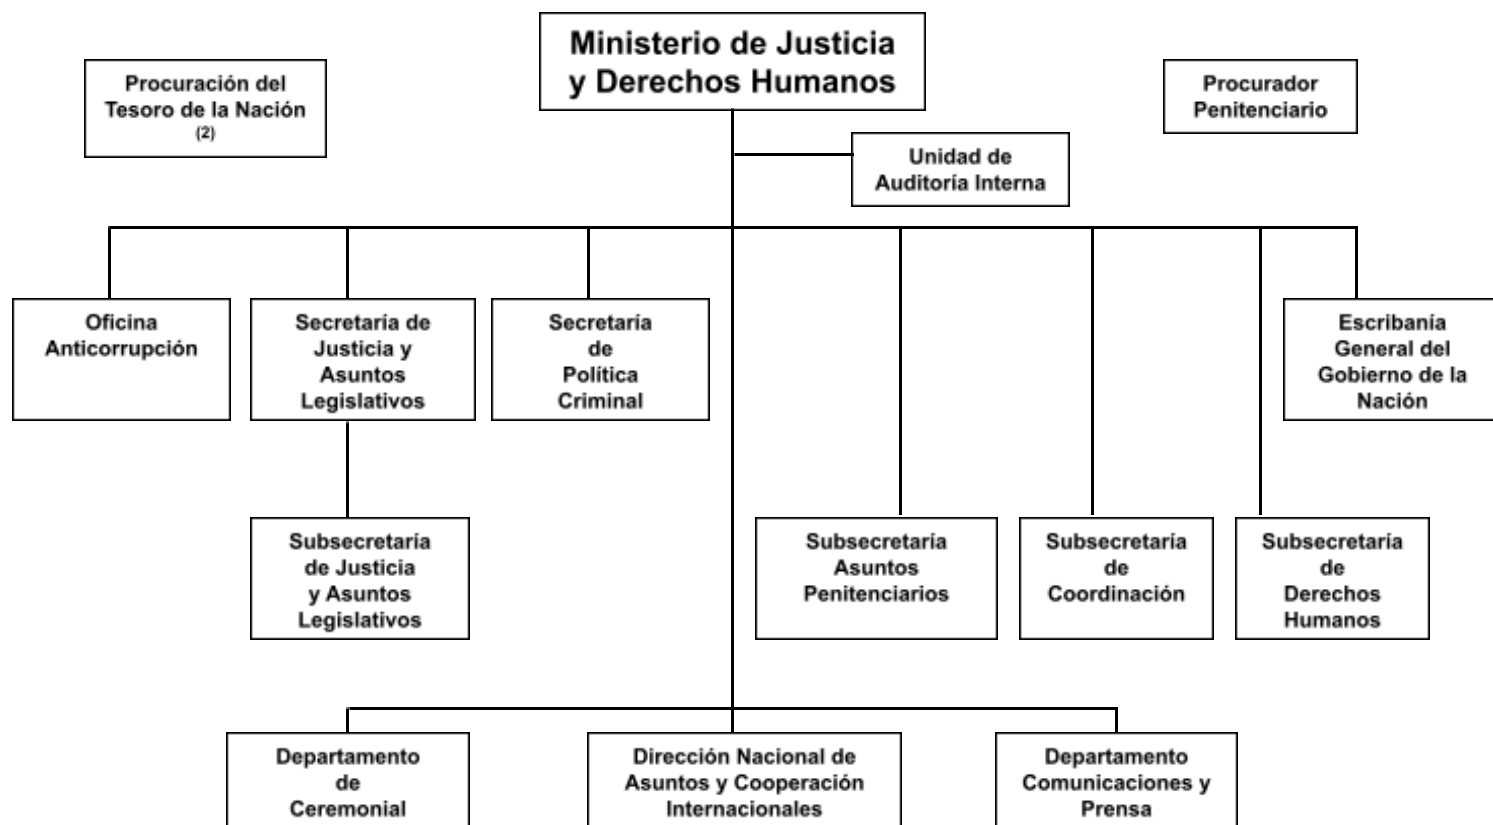 Ministerio de Justicia
y Derechos Humanos
Procuración del
Tesoro de la Nación
(2)
Procurador
Penitenciario
Unidad de
Auditoría Interna
Oficina
Anticorrupción
Secretaría de
Justicia y
Asuntos
Legislativos
Secretaría
de
Política
Criminal
Escribanía
General del
Gobierno de la
Nación
Subsecretaría
de Justicia
y Asuntos
Legislativos
Subsecretaría
Asuntos
Penitenciarios
Subsecretaría
de
Coordinación
Subsecretaría
de
Derechos
Humanos
Departamento
de
Ceremonial
Dirección Nacional de
Asuntos y Cooperación
Internacionales
Departamento
Comunicaciones y
Prensa